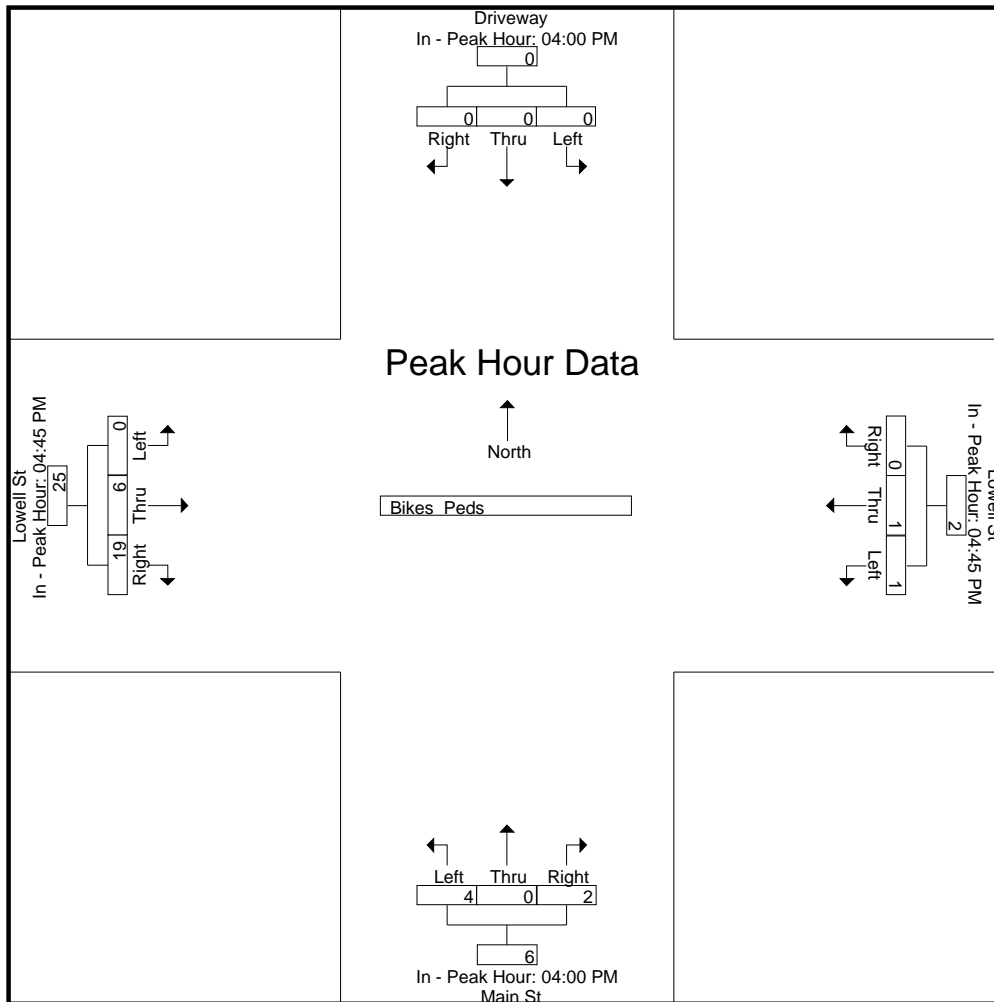 Driveway
In - Peak Hour: 04:00 PM
0
0 0 0
Right Thru Left
Peak Hour Data
North
Bikes Peds
Lowell St
In - Peak Hour: 04:45 PM
25
0 6 19
Left Thru Right
Lowell St
In - Peak Hour: 04:45 PM
2
0 1 1
Right Thru Left
Left Thru Right
4 0 2
6
In - Peak Hour: 04:00 PM
Main St